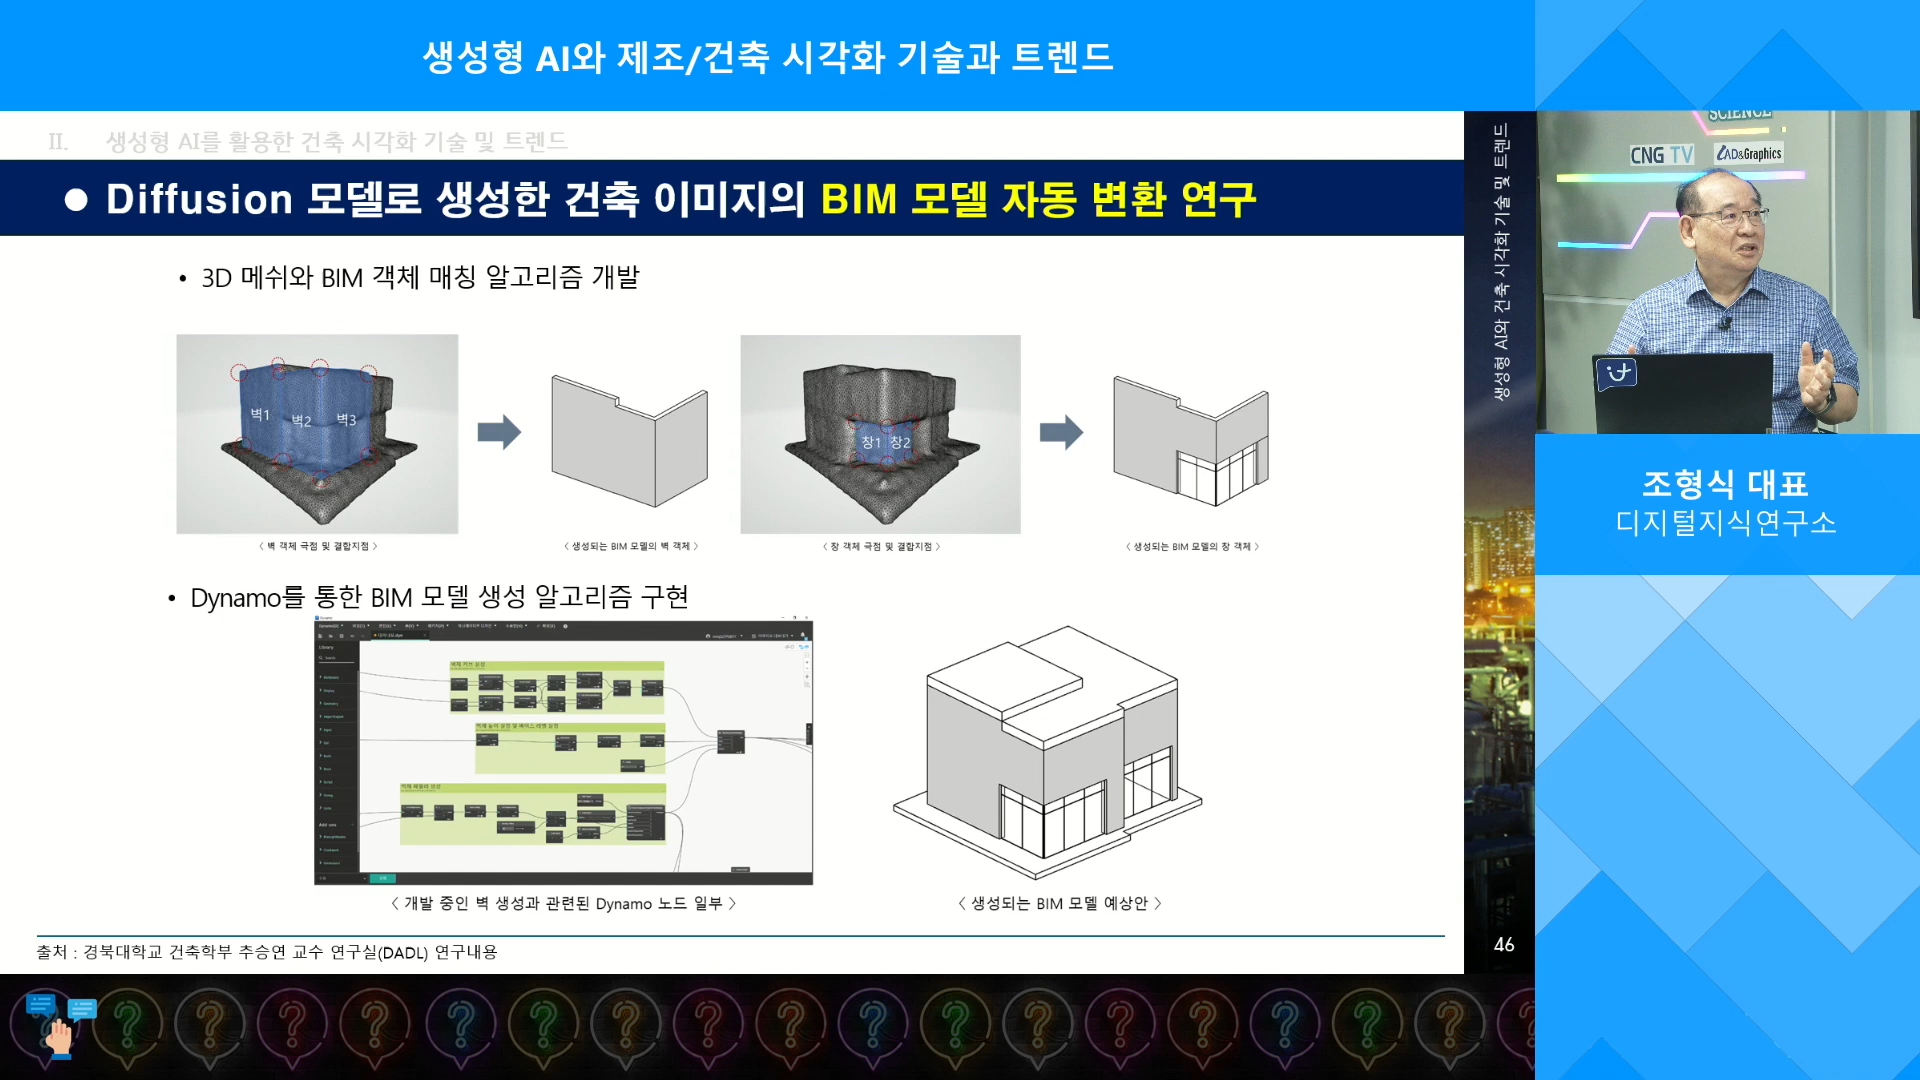 생성형 AI와 제조/건축 시각화 기술과 트렌드
II. 생성형 AI를 활용한 건축 시각화 기술 및 트렌드
● Diffusion 모델로 생성한 건축 이미지의 BIM 모델 자동 변환 연구
• 3D 메쉬와 BIM 객체 매칭 알고리즘 개발
벽1 벽2 벽3
창1 창2
〈 벽 객체 극점 및 결합지점 〉
〈 생성되는 BIM 모델의 벽 객체 〉
〈 창 객체 극점 및 결합지점 〉
〈 생성되는 BIM 모델의 창 객체 〉
• Dynamo를 통한 BIM 모델 생성 알고리즘 구현
〈 개발 중인 벽 생성과 관련된 Dynamo 노드 일부 〉
〈 생성되는 BIM 모델 예상안 〉
출처 : 경북대학교 건축학부 추승연 교수 연구실(DADL) 연구내용
생성형 AI와 건축 시각화 기술 및 트렌드
46
SCIENCE
CNG TV
CAD&Graphics
조형식 대표
디지털지식연구소